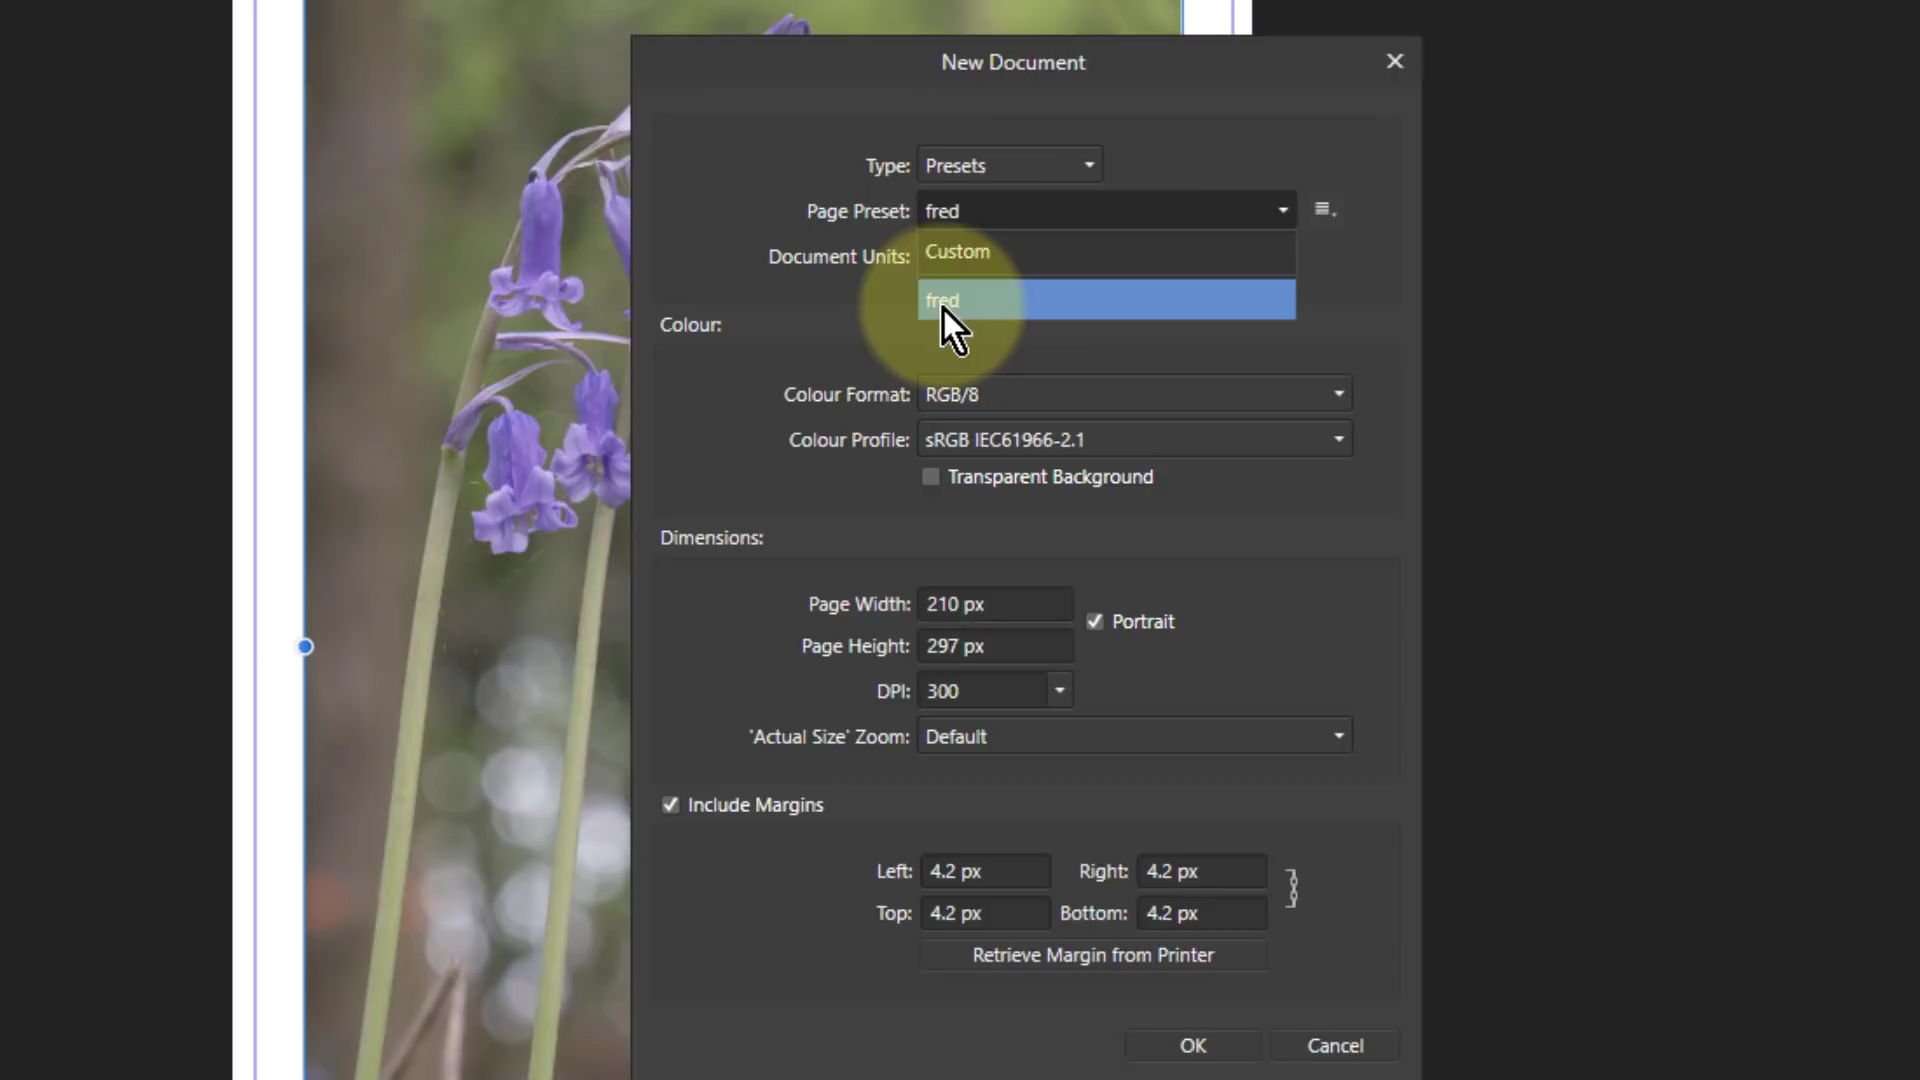 New Document
Type: Presets
Page Preset: fred
Document Units: Custom
fred
Colour:
Colour Format: RGB/8
Colour Profile: sRGB IEC61966-2.1
Transparent Background
Dimensions:
Page Width: 210 px
Portrait
Page Height: 297 px
DPI: 300
'Actual Size' Zoom: Default
Include Margins
Left: 4.2 px Right: 4.2 px
Top: 4.2 px Bottom: 4.2 px
Retrieve Margin from Printer
OK Cancel